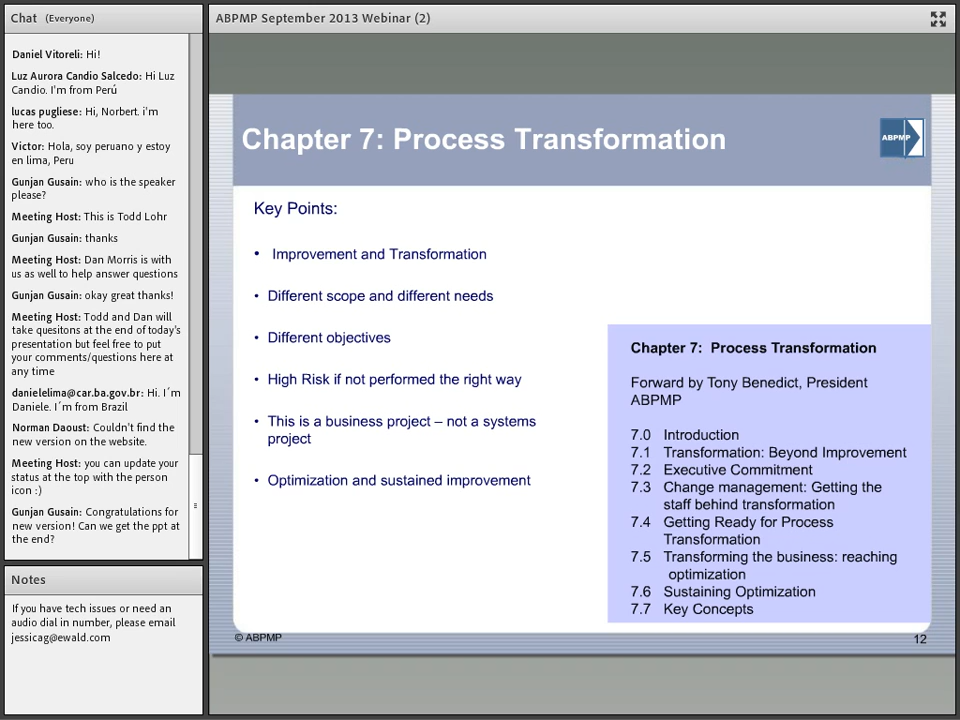 Chat (Everyone)
Daniel Vitoreli: Hi!
Luz Aurora Candio Salcedo: Hi Luz
Candio. I'm from Perú
lucas pugliese: Hi, Norbert. i'm
here too.
Victor: Hola, soy peruano y estoy
en lima, Peru
Gunjan Gusain: who is the speaker
please?
Meeting Host: This is Todd Lohr
Gunjan Gusain: thanks
Meeting Host: Dan Morris is with
us as well to help answer questions
Gunjan Gusain: okay great thanks!
Meeting Host: Todd and Dan will
take quesitons at the end of today's
presentation but feel free to put
your comments/questions here at
any time
danielelima@car.ba.gov.br: Hi. I´m
Daniele. I´m from Brazil
Norman Daoust: Couldn't find the
new version on the website.
Meeting Host: you can update your
status at the top with the person
icon :)
Gunjan Gusain: Congratulations for
new version! Can we get the ppt at
the end?
Notes
If you have tech issues or need an
audio dial in number, please email
jessicag@ewald.com
ABPMP September 2013 Webinar (2)
Chapter 7: Process Transformation
ABPMP
Key Points:
• Improvement and Transformation
• Different scope and different needs
• Different objectives
• High Risk if not performed the right way
• This is a business project – not a systems
project
• Optimization and sustained improvement
Chapter 7: Process Transformation
Forward by Tony Benedict, President
ABPMP
7.0 Introduction
7.1 Transformation: Beyond Improvement
7.2 Executive Commitment
7.3 Change management: Getting the
staff behind transformation
7.4 Getting Ready for Process
Transformation
7.5 Transforming the business: reaching
optimization
7.6 Sustaining Optimization
7.7 Key Concepts
© ABPMP
12